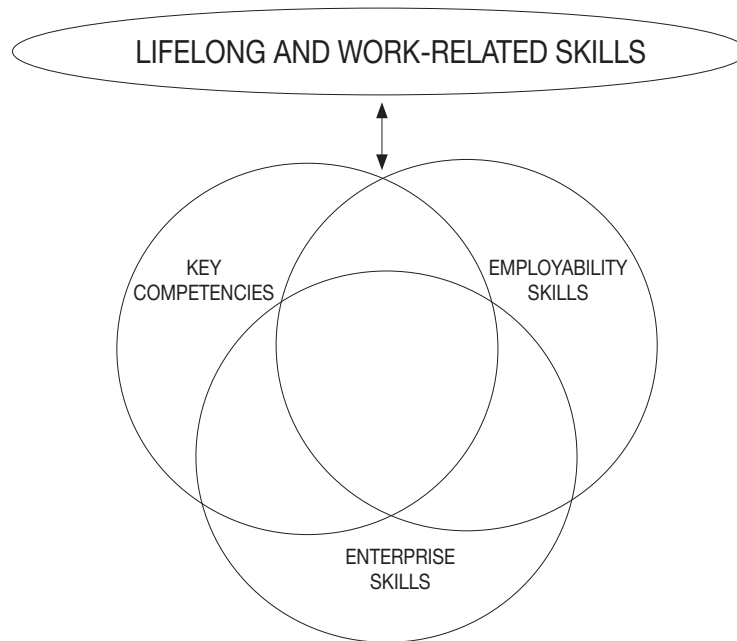 LIFELONG AND WORK-RELATED SKILLS
KEY
COMPETENCIES
EMPLOYABILITY
SKILLS
ENTERPRISE
SKILLS